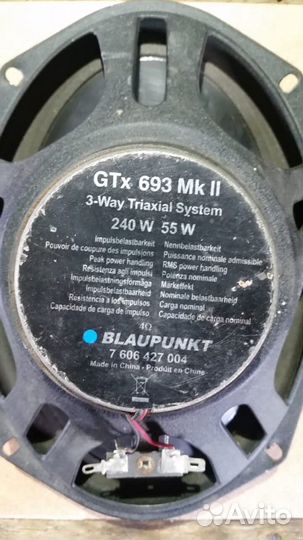 GTx 693 Mk II
3-Way Triaxial System
240 W 55 W
Impulsbelastbarkeit Nennbelastbarkeit
Pouvoir de coupure des impulsions Puissance nominale admissible
Peak power handling RMS power handling
Resistenza agli impulsi Potenza nominale
Impulsbelastningsförmåga Märkeffekt
Impulsbelastbaarheid Nominale belastbaarheid
Resistencia a los impulsos Carga nominal
Capacidade de carga de impulso Capacidade de carga nominal
4Ω
BLAUPUNKT
7 606 427 004
Made in China - Produit en Chine
Avito